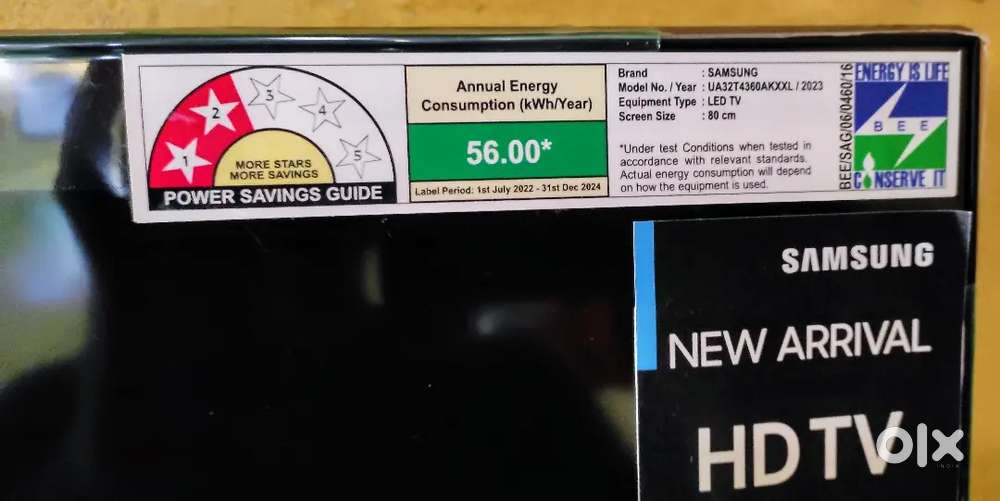 1
2
3
4
5
MORE STARS
MORE SAVINGS
POWER SAVINGS GUIDE
Annual Energy
Consumption (kWh/Year)
56.00*
Label Period: 1st July 2022 - 31st Dec 2024
Brand : SAMSUNG
Model No. / Year : UA32T4360AKXXL / 2023
Equipment Type : LED TV
Screen Size : 80 cm
*Under test Conditions when tested in
accordance with relevant standards.
Actual energy consumption will depend
on how the equipment is used.
BEE/SAG/06/0460/16
ENERGY IS LIFE
BEE
CONSERVE IT
SAMSUNG
NEW ARRIVAL
HD TV
olx
INDIA